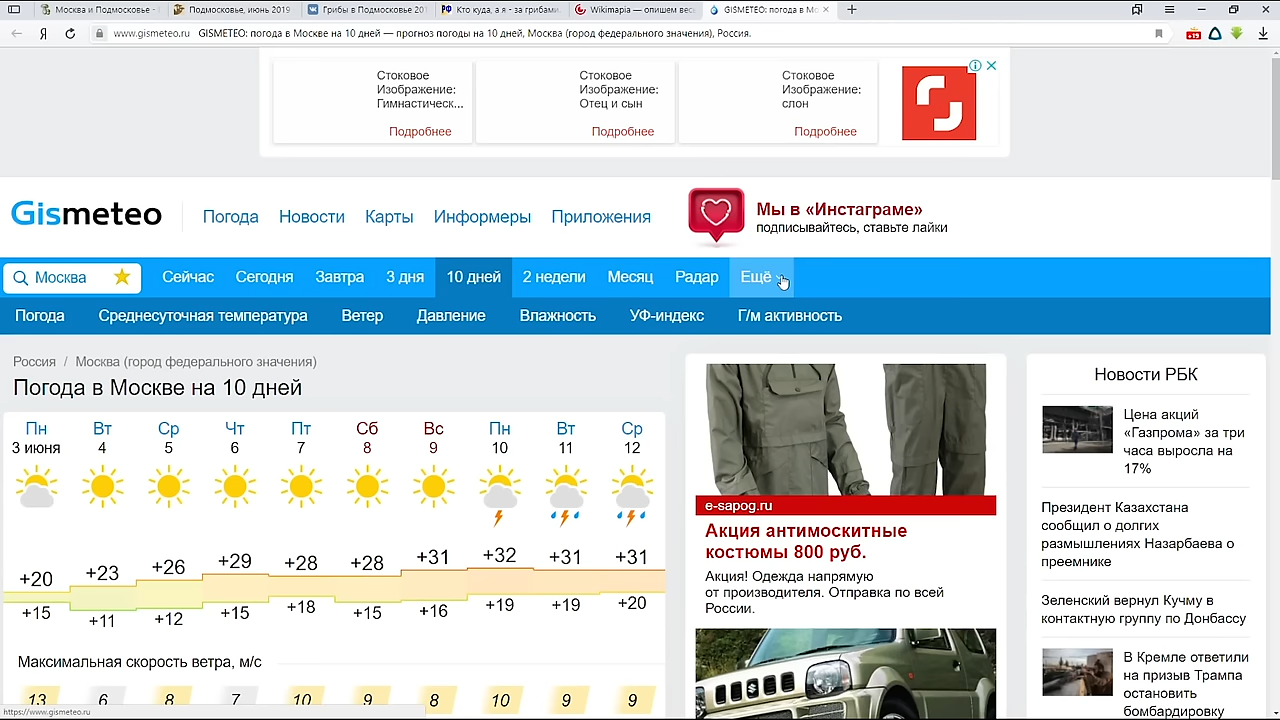 Москва и Подмосковье -
Подмосковье, июнь 2019
Грибы в Подмосковье 201
Кто куда, а я - за грибами.
Wikimapia — опишем весь
GISMETEO: погода в М
www.gismeteo.ru GISMETEO: погода в Москве на 10 дней — прогноз погоды на 10 дней, Москва (город федерального значения), Россия.
Стоковое
Изображение:
Гимнастическ...
Подробнее
Стоковое
Изображение:
Отец и сын
Подробнее
Стоковое
Изображение:
слон
Подробнее
Gismeteo
Погода Новости Карты Информеры Приложения
Мы в «Инстаграме»
подписывайтесь, ставьте лайки
Москва
Сейчас Сегодня Завтра 3 дня 10 дней 2 недели Месяц Радар Ещё
Погода Среднесуточная температура Ветер Давление Влажность УФ-индекс Г/м активность
Россия / Москва (город федерального значения)
Погода в Москве на 10 дней
Пн Вт Ср Чт Пт Сб Вс Пн Вт Ср
3 июня 4 5 6 7 8 9 10 11 12
+20 +23 +26 +29 +28 +28 +31 +32 +31 +31
+15 +11 +12 +15 +18 +15 +16 +19 +19 +20
Максимальная скорость ветра, м/с
13 6 8 7 10 9 8 10 9 9
https://www.gismeteo.ru
e-sapog.ru
Акция антимоскитные
костюмы 800 руб.
Акция! Одежда напрямую
от производителя. Отправка по всей
России.
Новости РБК
Цена акций
«Газпрома» за три
часа выросла на
17%
Президент Казахстана
сообщил о долгих
размышлениях Назарбаева о
преемнике
Зеленский вернул Кучму в
контактную группу по Донбассу
В Кремле ответили
на призыв Трампа
остановить
бомбардировку